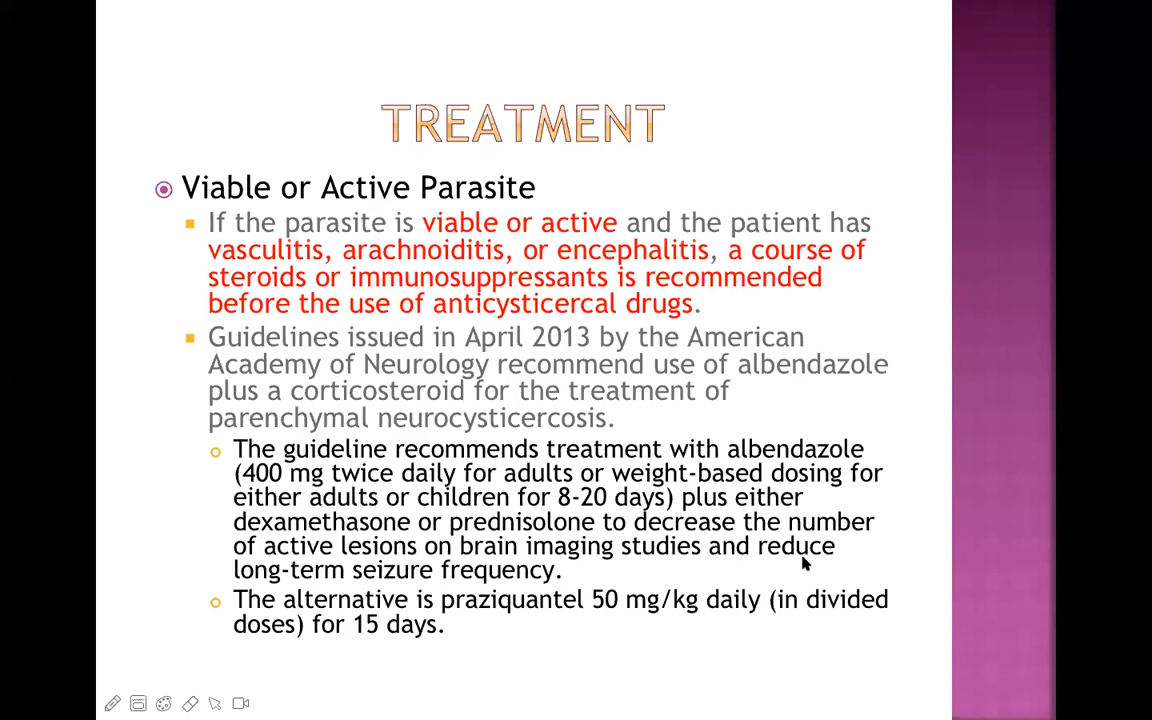 TREATMENT
Viable or Active Parasite
If the parasite is viable or active and the patient has
vasculitis, arachnoiditis, or encephalitis, a course of
steroids or immunosuppressants is recommended
before the use of anticysticercal drugs.
Guidelines issued in April 2013 by the American
Academy of Neurology recommend use of albendazole
plus a corticosteroid for the treatment of
parenchymal neurocysticercosis.
The guideline recommends treatment with albendazole
(400 mg twice daily for adults or weight-based dosing for
either adults or children for 8-20 days) plus either
dexamethasone or prednisolone to decrease the number
of active lesions on brain imaging studies and reduce
long-term seizure frequency.
The alternative is praziquantel 50 mg/kg daily (in divided
doses) for 15 days.